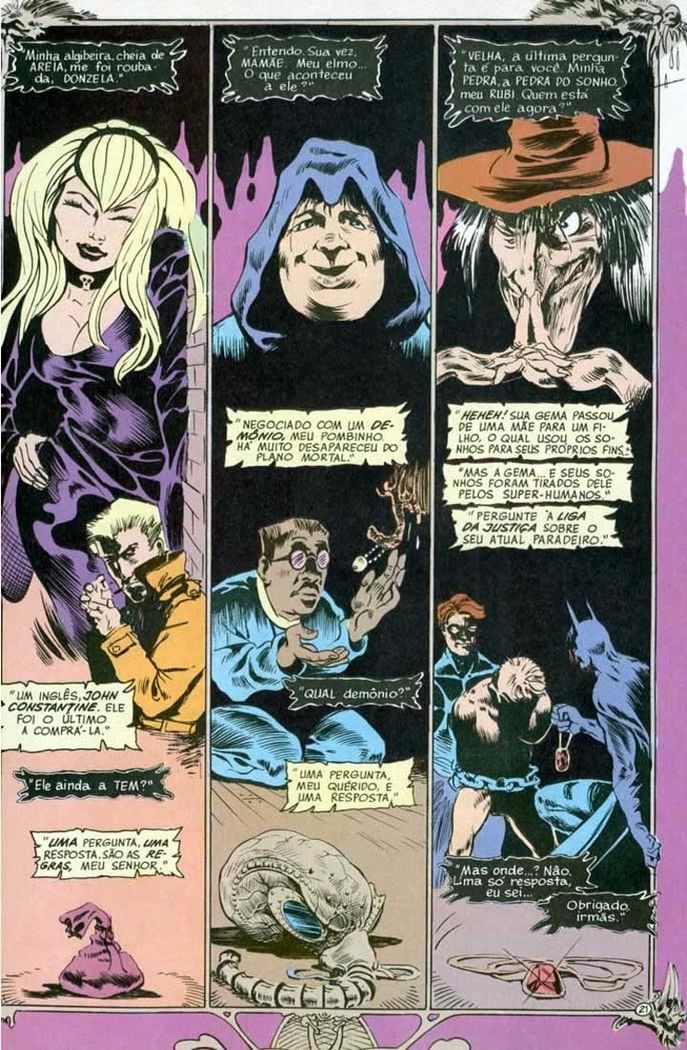 "Minha algibeira, cheia de
AREIA, me foi rouba-
da, DONZELA."
"UM INGLÊS, JOHN
CONSTANTINE. ELE
FOI O ÚLTIMO
A COMPRÁ-LA."
"Ele ainda a TEM?"
"UMA PERGUNTA, UMA
RESPOSTA. SÃO AS RE-
GRAS, MEU SENHOR."
"Entendo. Sua vez,
MAMÃE. Meu elmo...
O que aconteceu
a ele?"
"NEGOCIADO COM UM DE-
MÔNIO, MEU POMBINHO.
HÁ MUITO DESAPARECEU DO
PLANO MORTAL."
"QUAL demônio?"
"UMA PERGUNTA,
MEU QUERIDO, E
UMA RESPOSTA."
"VELHA, a última pergun-
ta é para você. Minha
PEDRA, a PEDRA DO SONHO,
meu RUBI. Quem está
com ele agora?"
"HEHEH! SUA GEMA PASSOU
DE UMA MÃE PARA UM FI-
LHO, O QUAL USOU OS SO-
NHOS PARA SEUS PRÓPRIOS FINS."
"MAS A GEMA... E SEUS SO-
NHOS FORAM TIRADOS DELE
PELOS SUPER-HUMANOS."
"PERGUNTE À LIGA
DA JUSTIÇA SOBRE O
SEU ATUAL PARADEIRO."
"Mas onde...? Não.
Uma só resposta,
eu sei...
Obrigado,
irmãs."
21